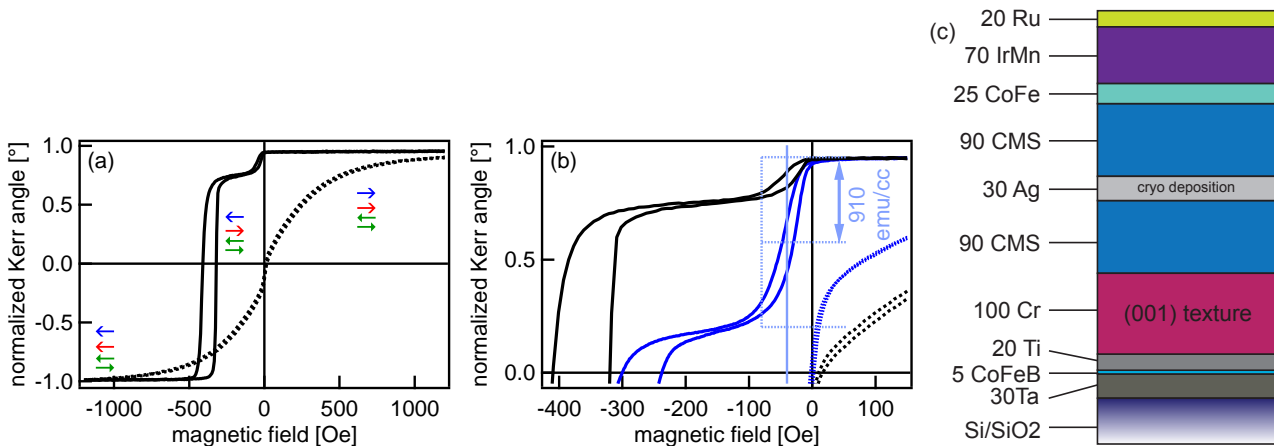 (a)
normalized Kerr angle [°]
1.0
0.5
0.0
-0.5
-1.0
-1000
-500
0
500
1000
magnetic field [Oe]
(b)
normalized Kerr angle [°]
1.0
0.5
0.0
910
emu/cc
-400
-300
-200
-100
0
100
magnetic field [Oe]
(c)
20 Ru
70 IrMn
25 CoFe
90 CMS
30 Ag
cryo deposition
90 CMS
100 Cr
(001) texture
20 Ti
5 CoFeB
30Ta
Si/SiO2